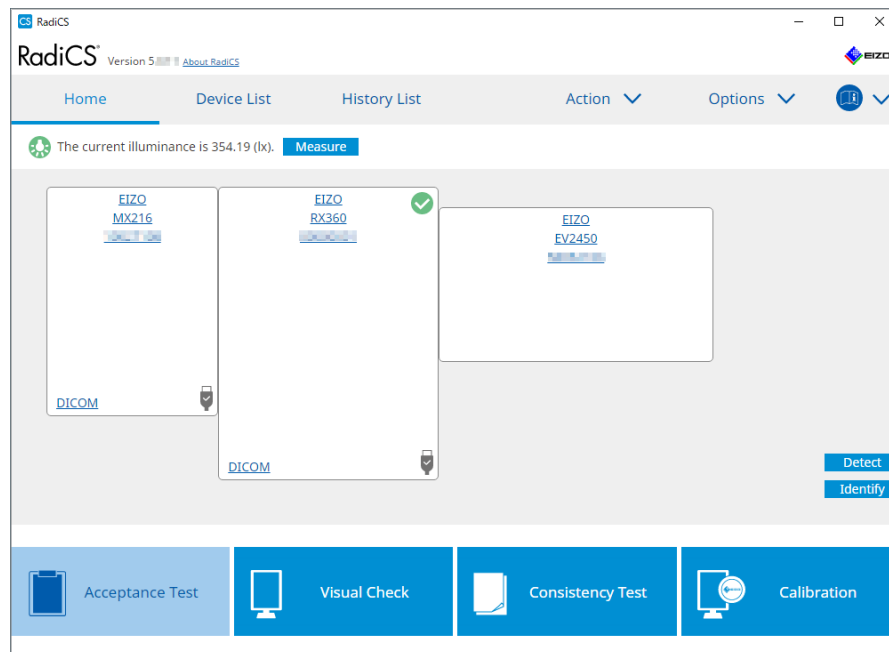 CS RadiCS
RadiCS® Version 5 About RadiCS
EIZO
Home Device List History List Action Options
The current illuminance is 354.19 (lx). Measure
EIZO
MX216
DICOM
EIZO
RX360
DICOM
EIZO
EV2450
Detect
Identify
Acceptance Test Visual Check Consistency Test Calibration